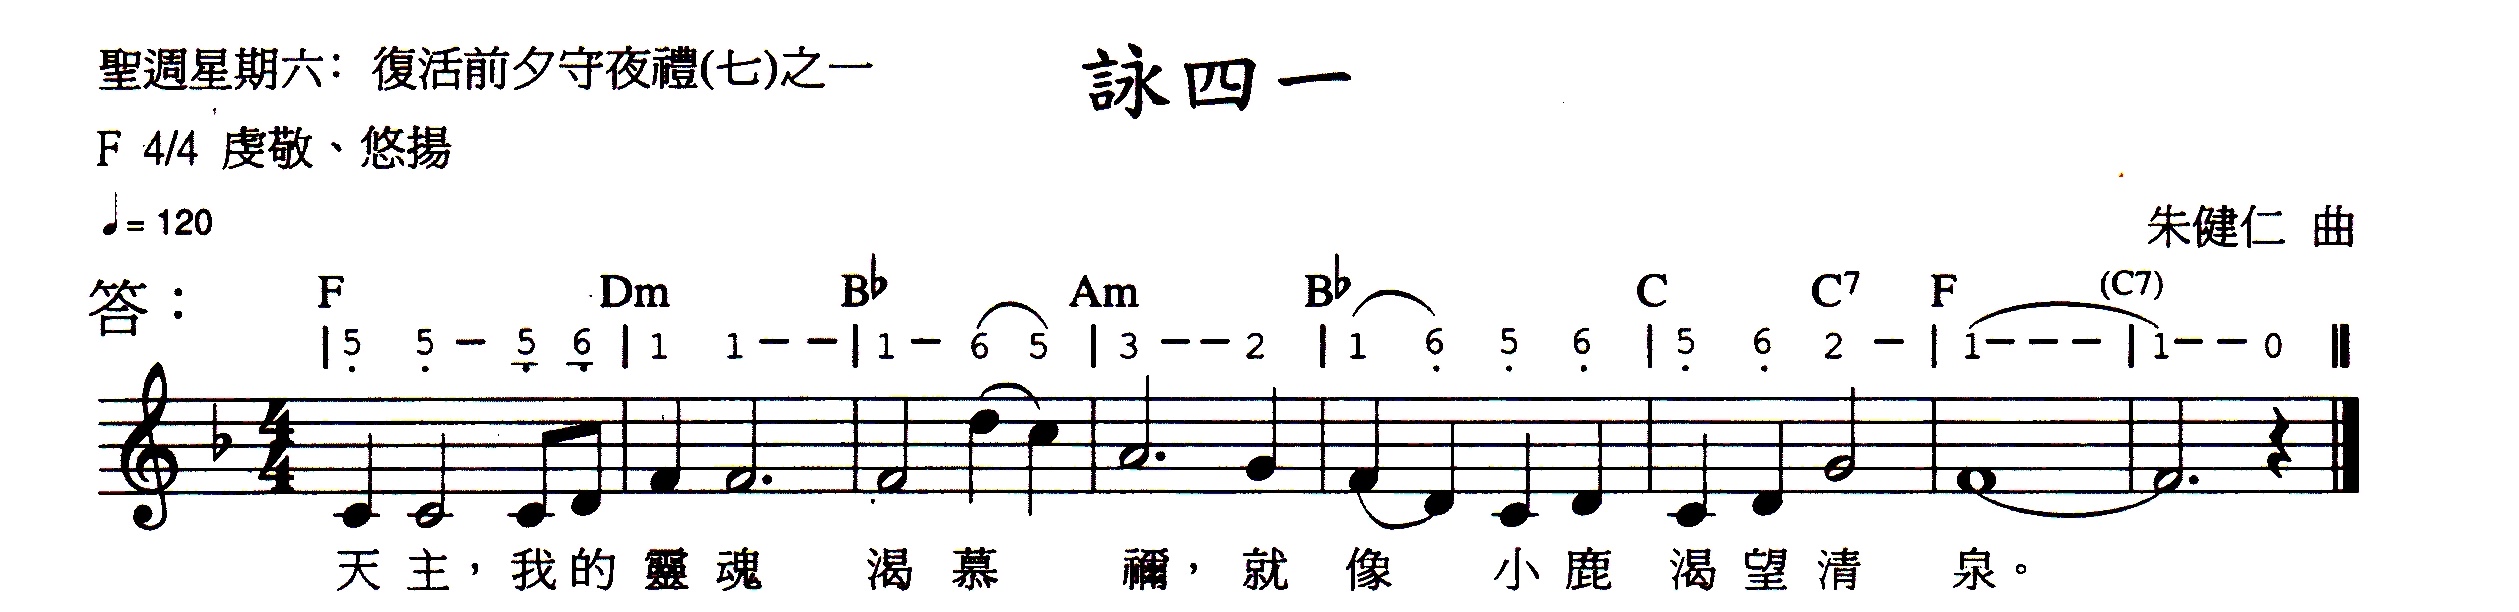 聖週星期六：復活前夕守夜禮(七)之一
詠四一
F 4/4 虔敬、悠揚
♩= 120
朱健仁 曲
答：
F Dm B♭ Am B♭ C C7 F (C7)
|5̣ 5̣ — 5̣ 6̣ |1 1 — — |1 — 6 5 |3 — — 2 |1 6̣ 5̣ 6̣ |5̣ 6̣ 2 — |1 — — — |1 — — 0 ‖
4/4
天主，我的靈魂渴慕禰，就像小鹿渴望清泉。